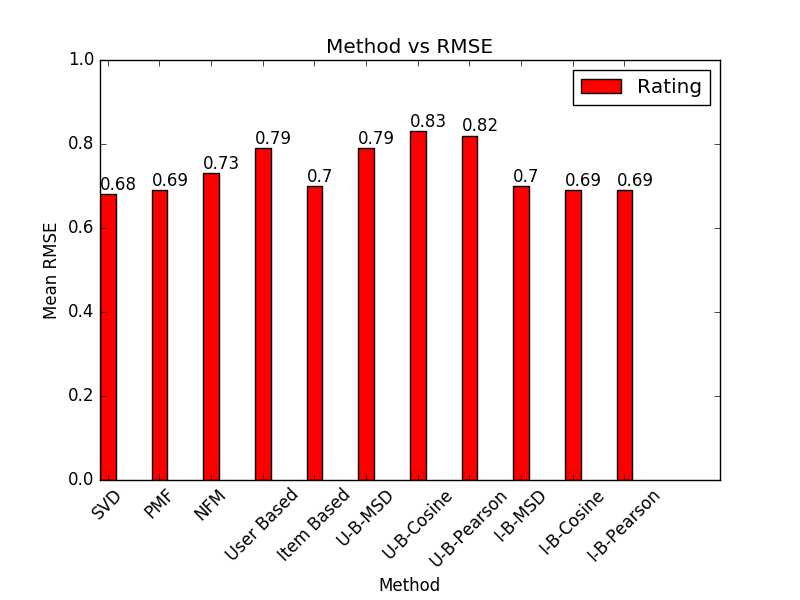 Method vs RMSE
Rating
1.0
0.8
0.6
0.4
0.2
0.0
Mean RMSE
0.68
0.69
0.73
0.79
0.7
0.79
0.83
0.82
0.7
0.69
0.69
SVD
PMF
NFM
User Based
Item Based
U-B-MSD
U-B-Cosine
U-B-Pearson
I-B-MSD
I-B-Cosine
I-B-Pearson
Method